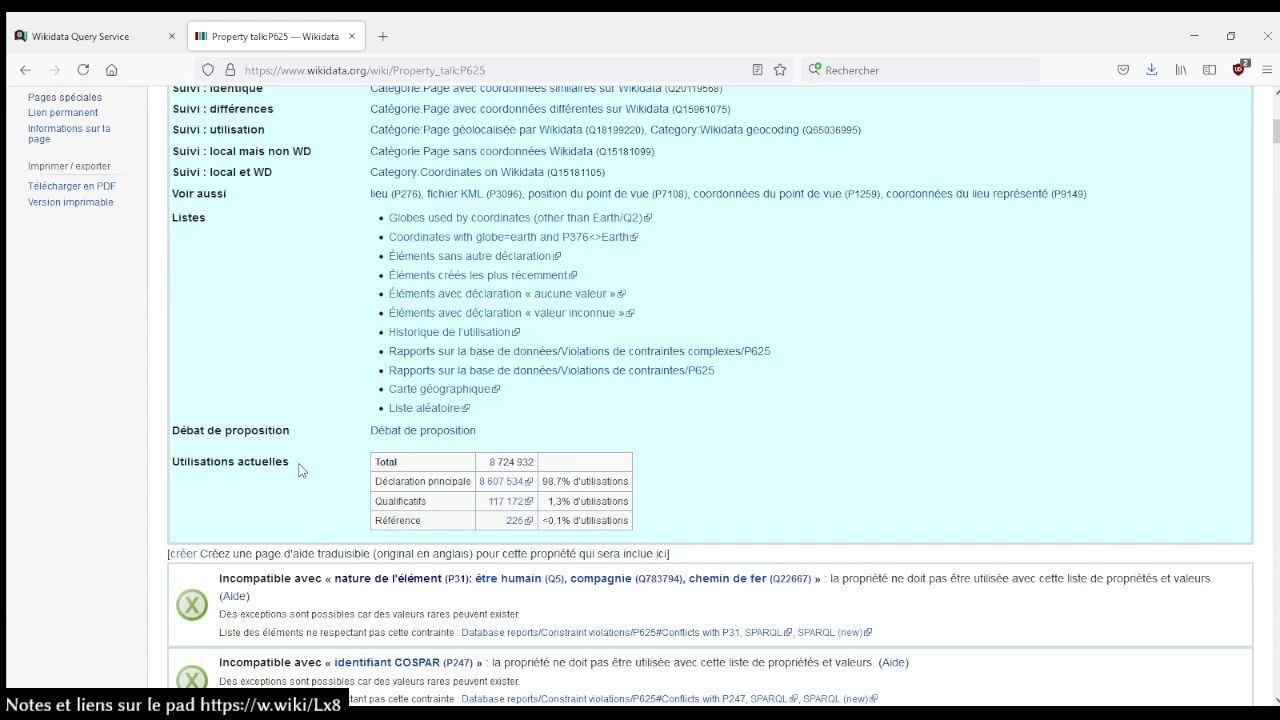 Wikidata Query Service
Property talk:P625 — Wikidata
https://www.wikidata.org/wiki/Property_talk:P625
Rechercher
2
Pages spéciales
Lien permanent
Informations sur la
page
Imprimer / exporter
Télécharger en PDF
Version imprimable
Suivi : identique Catégorie:Page avec coordonnées similaires sur Wikidata (Q20119568)
Suivi : différences Catégorie:Page avec coordonnées différentes sur Wikidata (Q15961075)
Suivi : utilisation Catégorie:Page géolocalisée par Wikidata (Q18199220), Category:Wikidata geocoding (Q65036995)
Suivi : local mais non WD Catégorie:Page sans coordonnées Wikidata (Q15181099)
Suivi : local et WD Category:Coordinates on Wikidata (Q15181105)
Voir aussi lieu (P276), fichier KML (P3096), position du point de vue (P7108), coordonnées du point de vue (P1259), coordonnées du lieu représenté (P9149)
Listes • Globes used by coordinates (other than Earth/Q2)
• Coordinates with globe=earth and P376<>Earth
• Éléments sans autre déclaration
• Éléments créés les plus récemment
• Éléments avec déclaration « aucune valeur »
• Éléments avec déclaration « valeur inconnue »
• Historique de l'utilisation
• Rapports sur la base de données/Violations de contraintes complexes/P625
• Rapports sur la base de données/Violations de contraintes/P625
• Carte géographique
• Liste aléatoire
Débat de proposition Débat de proposition
Utilisations actuelles Total 8 724 932
Déclaration principale 8 607 534 98,7% d'utilisations
Qualificatifs 117 172 1,3% d'utilisations
Référence 226 <0,1% d'utilisations
[créer Créez une page d'aide traduisible (original en anglais) pour cette propriété qui sera inclue ici]
Incompatible avec « nature de l'élément (P31): être humain (Q5), compagnie (Q783794), chemin de fer (Q22667) » : la propriété ne doit pas être utilisée avec cette liste de propriétés et valeurs.
(Aide)
Des exceptions sont possibles car des valeurs rares peuvent exister.
Liste des éléments ne respectant pas cette contrainte : Database reports/Constraint violations/P625#Conflicts with P31, SPARQL, SPARQL (new)
Incompatible avec « identifiant COSPAR (P247) » : la propriété ne doit pas être utilisée avec cette liste de propriétés et valeurs. (Aide)
Des exceptions sont possibles car des valeurs rares peuvent exister.
tant pas cette contrainte : Database reports/Constraint violations/P625#Conflicts with P247, SPARQL, SPARQL (new)
Notes et liens sur le pad https://w.wiki/Lx8